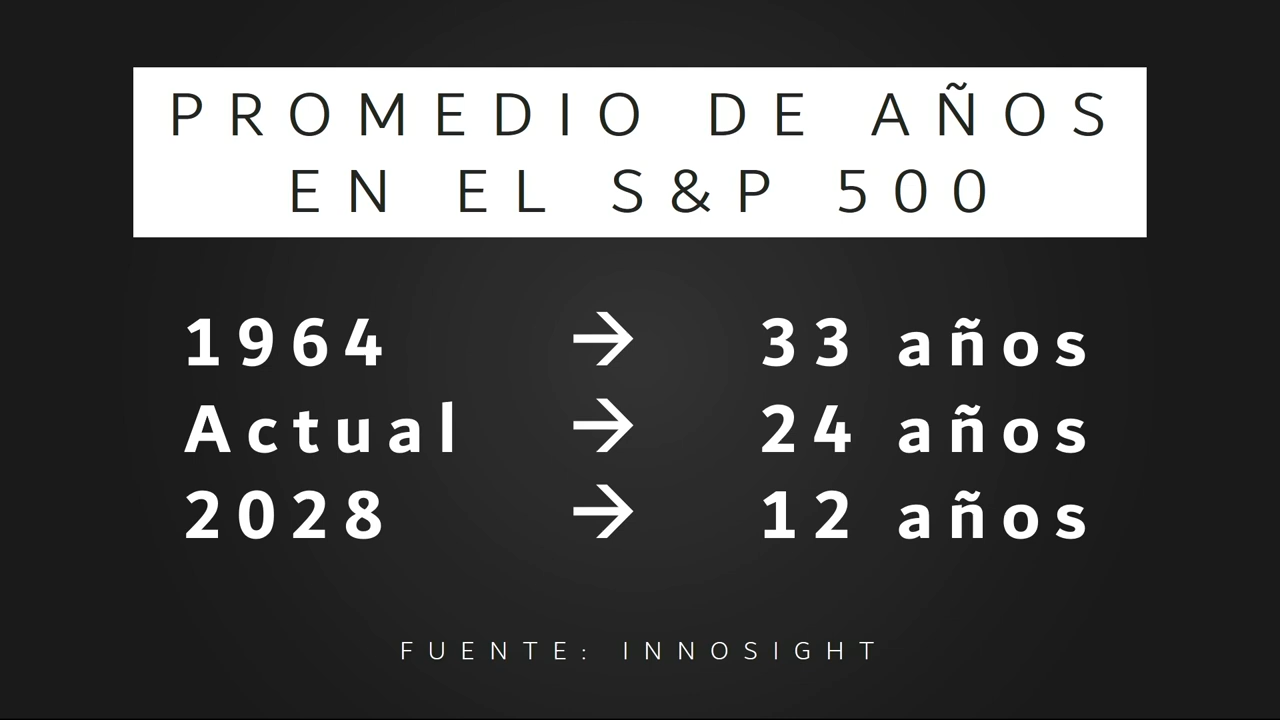 PROMEDIO DE AÑOS
EN EL S&P 500
1964 → 33 años
Actual → 24 años
2028 → 12 años
FUENTE: INNOSIGHT